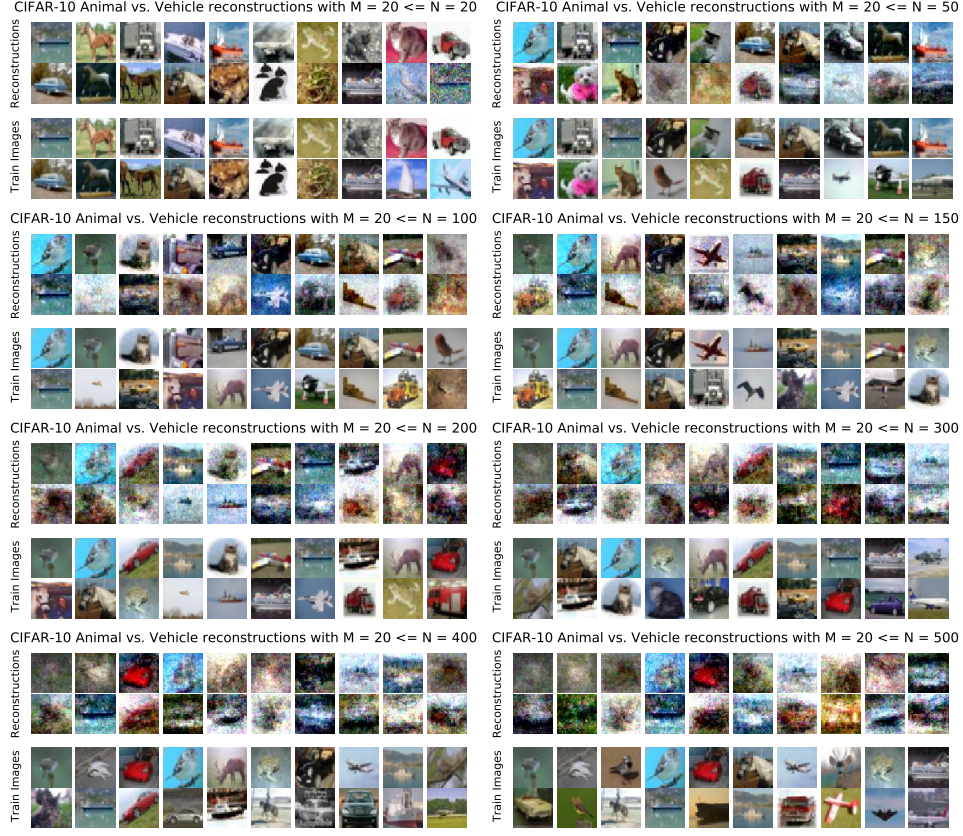 CIFAR-10 Animal vs. Vehicle reconstructions with M = 20 <= N = 20
Reconstructions
Train Images
CIFAR-10 Animal vs. Vehicle reconstructions with M = 20 <= N = 50
Reconstructions
Train Images
CIFAR-10 Animal vs. Vehicle reconstructions with M = 20 <= N = 100
Reconstructions
Train Images
CIFAR-10 Animal vs. Vehicle reconstructions with M = 20 <= N = 150
Reconstructions
Train Images
CIFAR-10 Animal vs. Vehicle reconstructions with M = 20 <= N = 200
Reconstructions
Train Images
CIFAR-10 Animal vs. Vehicle reconstructions with M = 20 <= N = 300
Reconstructions
Train Images
CIFAR-10 Animal vs. Vehicle reconstructions with M = 20 <= N = 400
Reconstructions
Train Images
CIFAR-10 Animal vs. Vehicle reconstructions with M = 20 <= N = 500
Reconstructions
Train Images